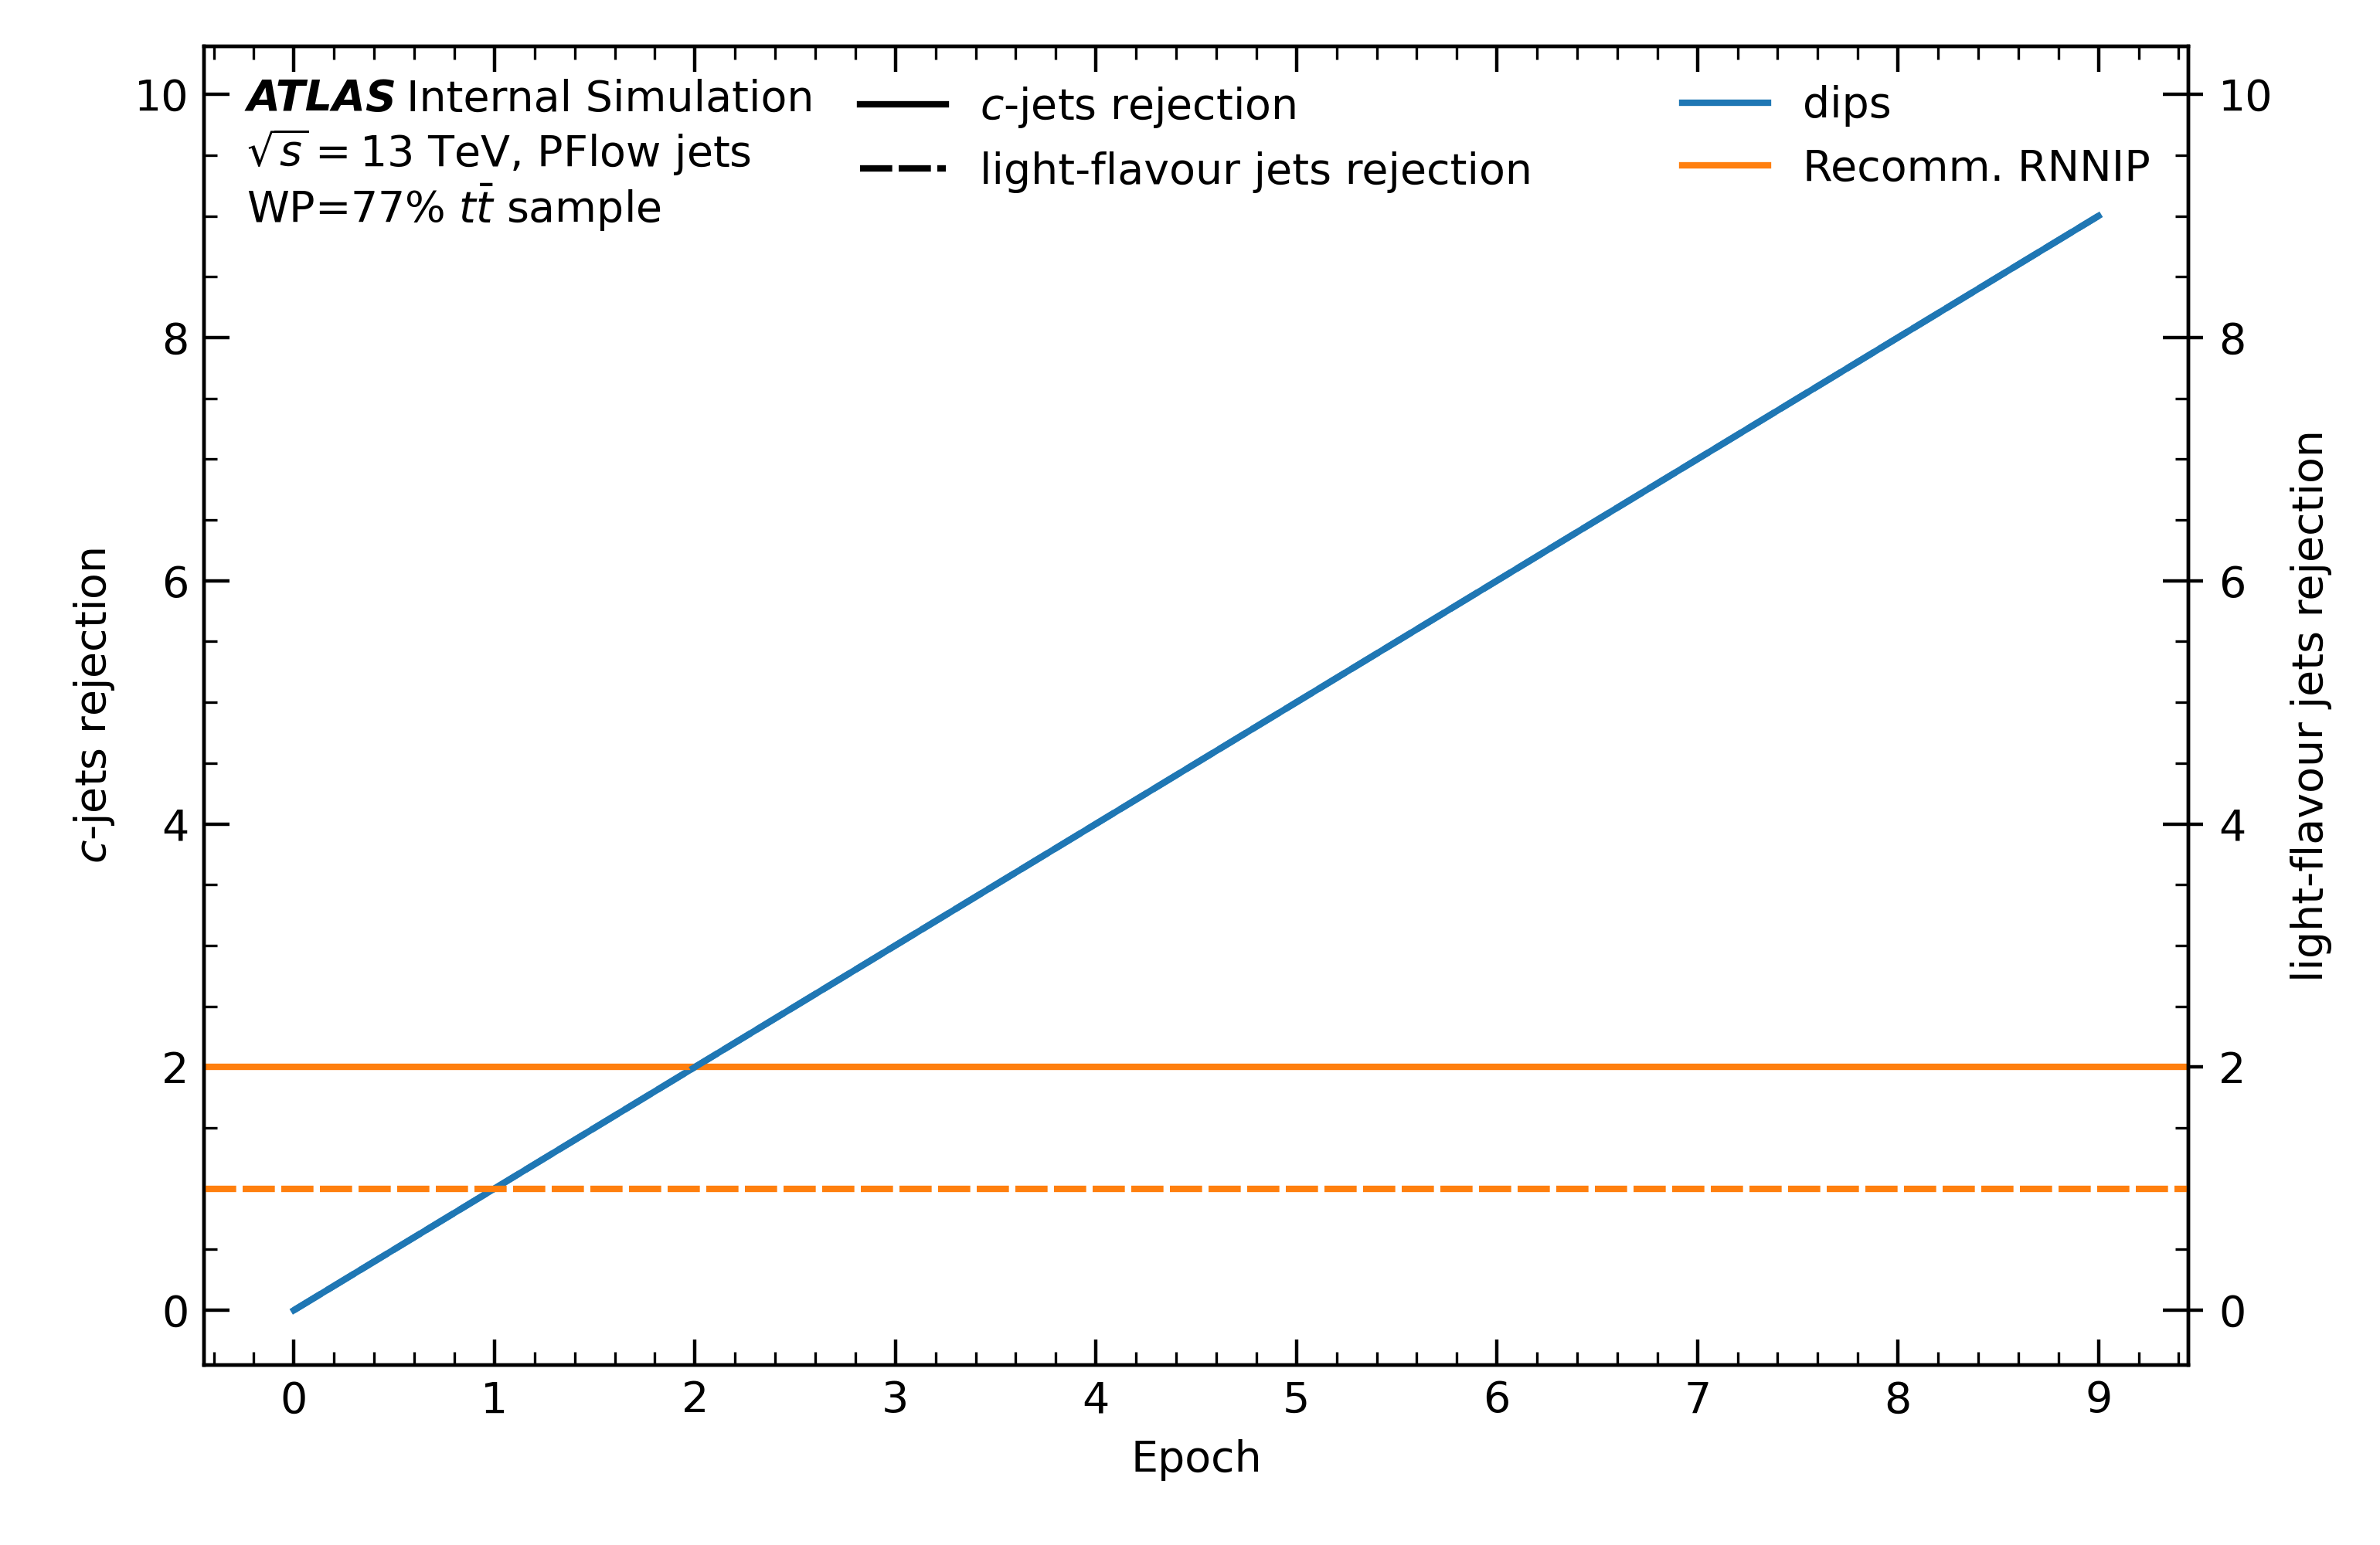 ATLAS Internal Simulation
√s = 13 TeV, PFlow jets
WP=77% tt̄ sample
c-jets rejection
light-flavour jets rejection
dips
Recomm. RNNIP
c-jets rejection
10
8
6
4
2
0
10
8
6
4
2
0
light-flavour jets rejection
0 1 2 3 4 5 6 7 8 9
Epoch